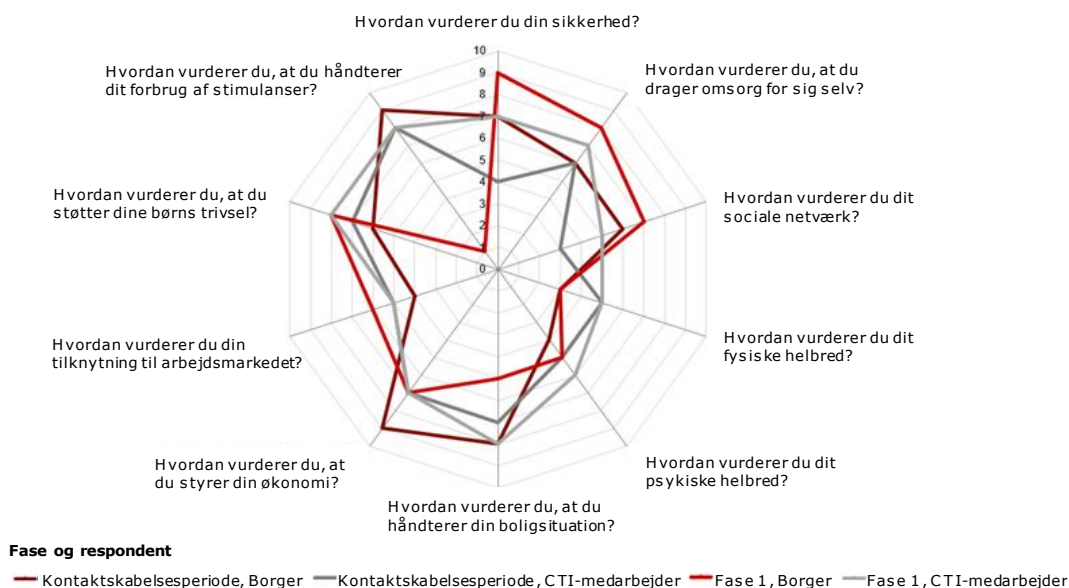 Hvordan vurderer du din sikkerhed?
10
9
8
7
6
5
4
3
2
1
0
Hvordan vurderer du, at du
drager omsorg for sig selv?
Hvordan vurderer du dit
sociale netværk?
Hvordan vurderer du dit
fysiske helbred?
Hvordan vurderer du dit
psykiske helbred?
Hvordan vurderer du, at du
håndterer din boligsituation?
Hvordan vurderer du, at
du styrer din økonomi?
Hvordan vurderer du din
tilknytning til arbejdsmarkedet?
Hvordan vurderer du, at du
støtter dine børns trivsel?
Hvordan vurderer du, at du håndterer
dit forbrug af stimulanser?
Fase og respondent
Kontaktskabelsesperiode, Borger Kontaktskabelsesperiode, CTI-medarbejder Fase 1, Borger Fase 1, CTI-medarbejder